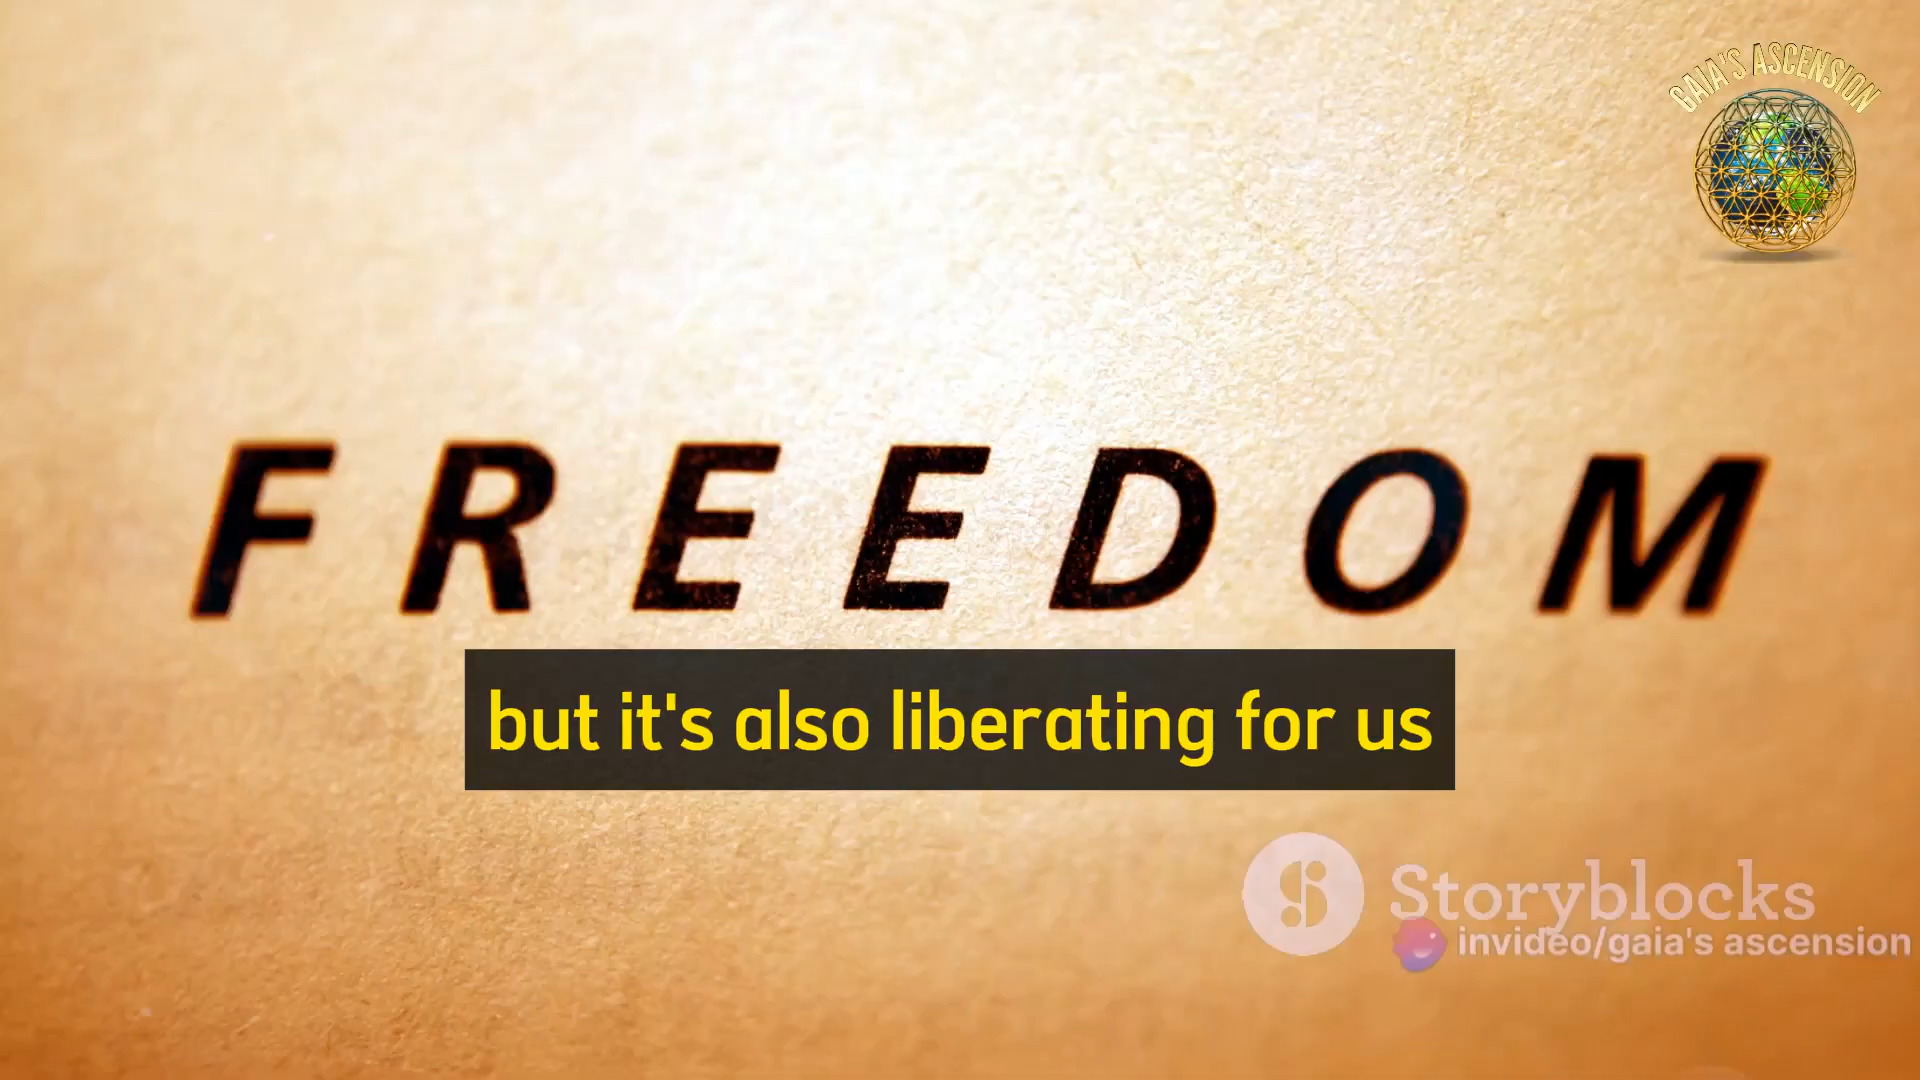 GAIA'S ASCENSION
FREEDOM
but it's also liberating for us
Storyblocks
invideo/gaia's ascension